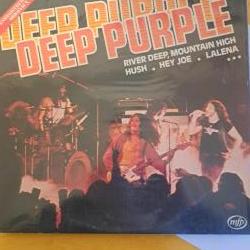 DEEP PURPLE
DEEP PURPLE
RIVER DEEP, MOUNTAIN HIGH
HUSH • HEY JOE • LALENA
mfp